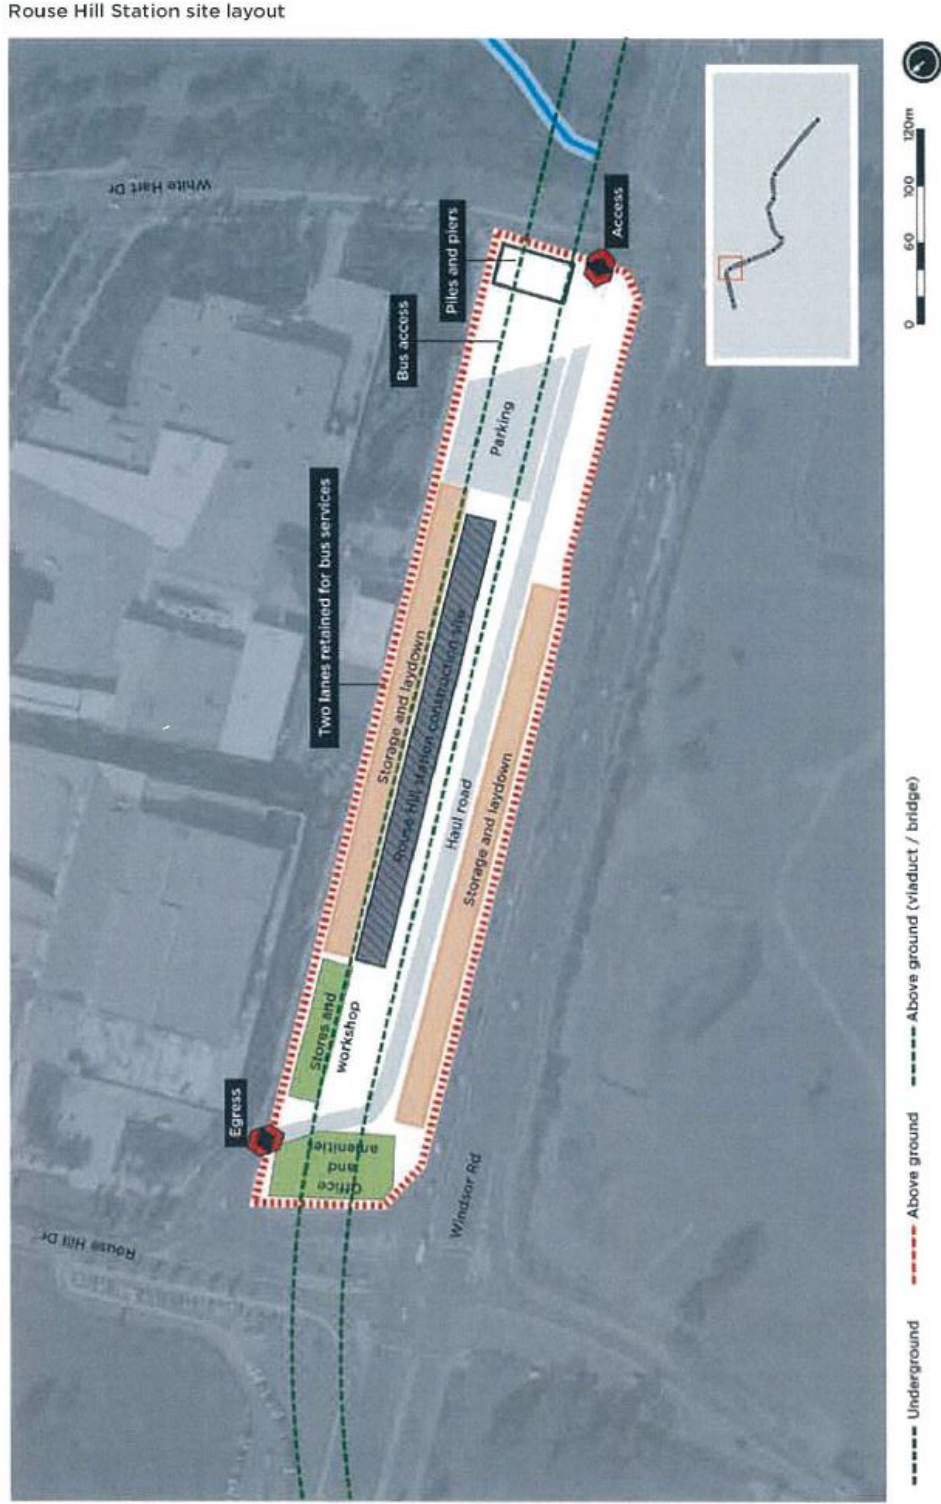 Rouse Hill Station site layout
White Hart Dr
Access
Piles and piers
Bus access
Parking
Two lanes retained for bus services
Storage and laydown
Rouse Hill station construction site
Haul road
Storage and laydown
Stores and
workshop
Egress
Office
and
amenities
Windsor Rd
Rouse Hill Dr
0 60 100 120m
Underground
Above ground
Above ground (viaduct / bridge)